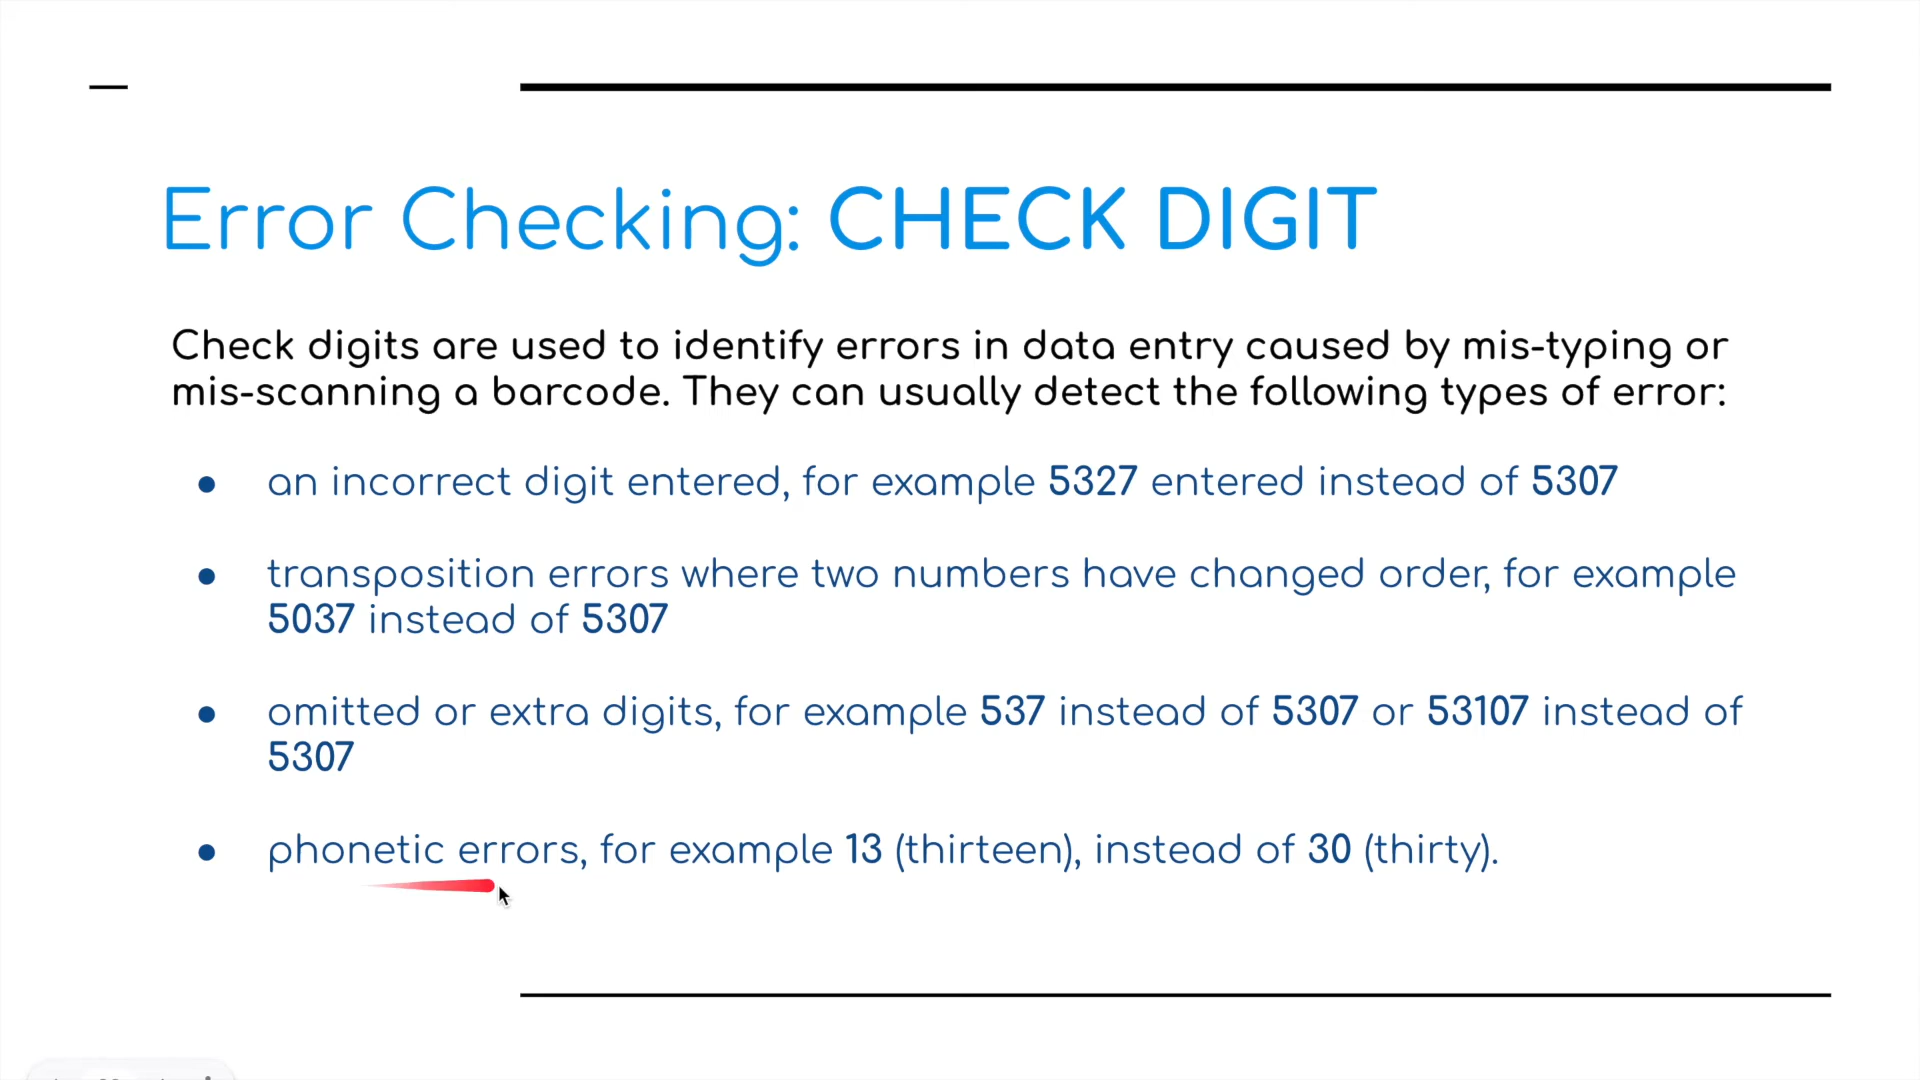 Error Checking: CHECK DIGIT
Check digits are used to identify errors in data entry caused by mis-typing or
mis-scanning a barcode. They can usually detect the following types of error:
● an incorrect digit entered, for example 5327 entered instead of 5307
● transposition errors where two numbers have changed order, for example
5037 instead of 5307
● omitted or extra digits, for example 537 instead of 5307 or 53107 instead of
5307
● phonetic errors, for example 13 (thirteen), instead of 30 (thirty).